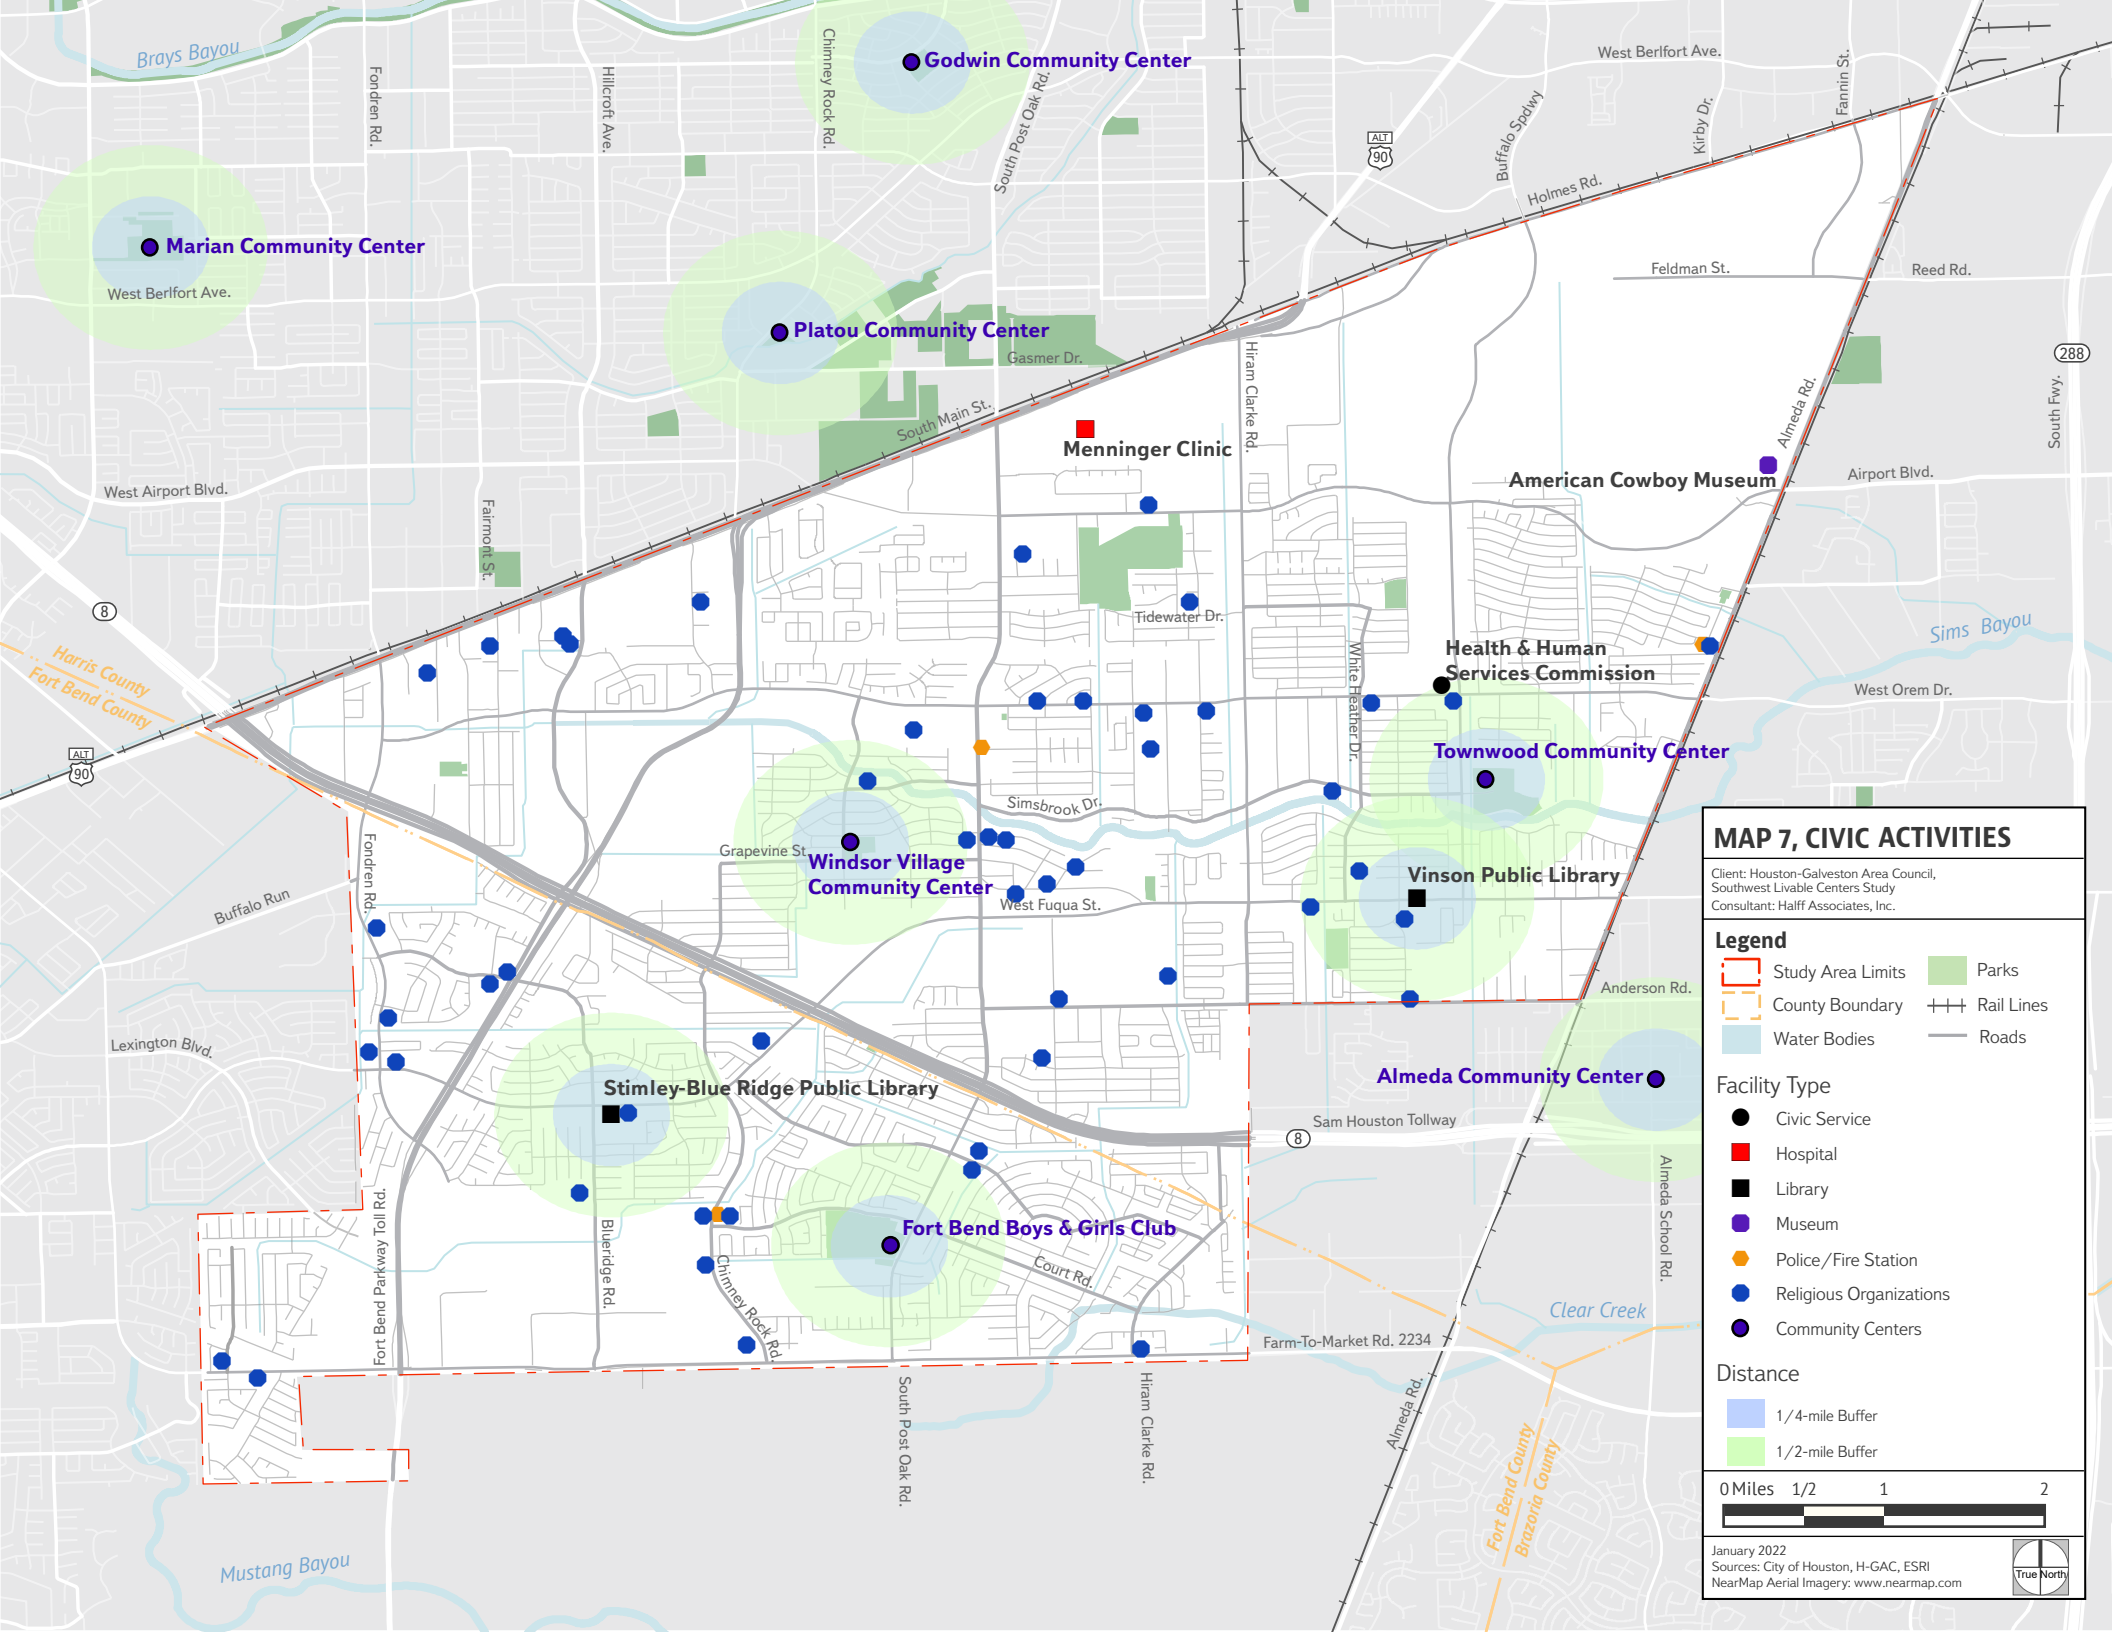 Brays Bayou
Fondren Rd.
Hillcroft Ave.
Chimney Rock Rd.
Godwin Community Center
South Post Oak Rd.
West Berlfort Ave.
Buffalo Spdwy
Kirby Dr.
Fannin St.
ALT
90
Holmes Rd.
Marian Community Center
West Berlfort Ave.
Platou Community Center
Gasmer Dr.
Feldman St.
Reed Rd.
288
South Fwy.
Hiram Clarke Rd.
South Main St.
Menninger Clinic
American Cowboy Museum
Almeda Rd.
Airport Blvd.
West Airport Blvd.
Fairmont St.
8
Tidewater Dr.
Harris County
Fort Bend County
White Heather Dr.
Health & Human
Services Commission
Sims Bayou
West Orem Dr.
ALT
90
Townwood Community Center
Simsbrook Dr.
Grapevine St
Windsor Village
Community Center
Vinson Public Library
West Fuqua St.
Fondren Rd.
Buffalo Run
Anderson Rd.
Lexington Blvd.
Stimley-Blue Ridge Public Library
Almeda Community Center
Sam Houston Tollway
8
Almeda School Rd.
Fort Bend Parkway Toll Rd.
Blueridge Rd.
Fort Bend Boys & Girls Club
Chimney Rock Rd.
Court Rd.
Clear Creek
Farm-To-Market Rd. 2234
South Post Oak Rd.
Hiram Clarke Rd.
Almeda Rd.
Fort Bend County
Brazoria County
Mustang Bayou
MAP 7, CIVIC ACTIVITIES
Client: Houston-Galveston Area Council,
Southwest Livable Centers Study
Consultant: Halff Associates, Inc.
Legend
Study Area Limits
Parks
County Boundary
Rail Lines
Water Bodies
Roads
Facility Type
Civic Service
Hospital
Library
Museum
Police/Fire Station
Religious Organizations
Community Centers
Distance
1/4-mile Buffer
1/2-mile Buffer
0 Miles 1/2 1 2
January 2022
Sources: City of Houston, H-GAC, ESRI
NearMap Aerial Imagery: www.nearmap.com
True North